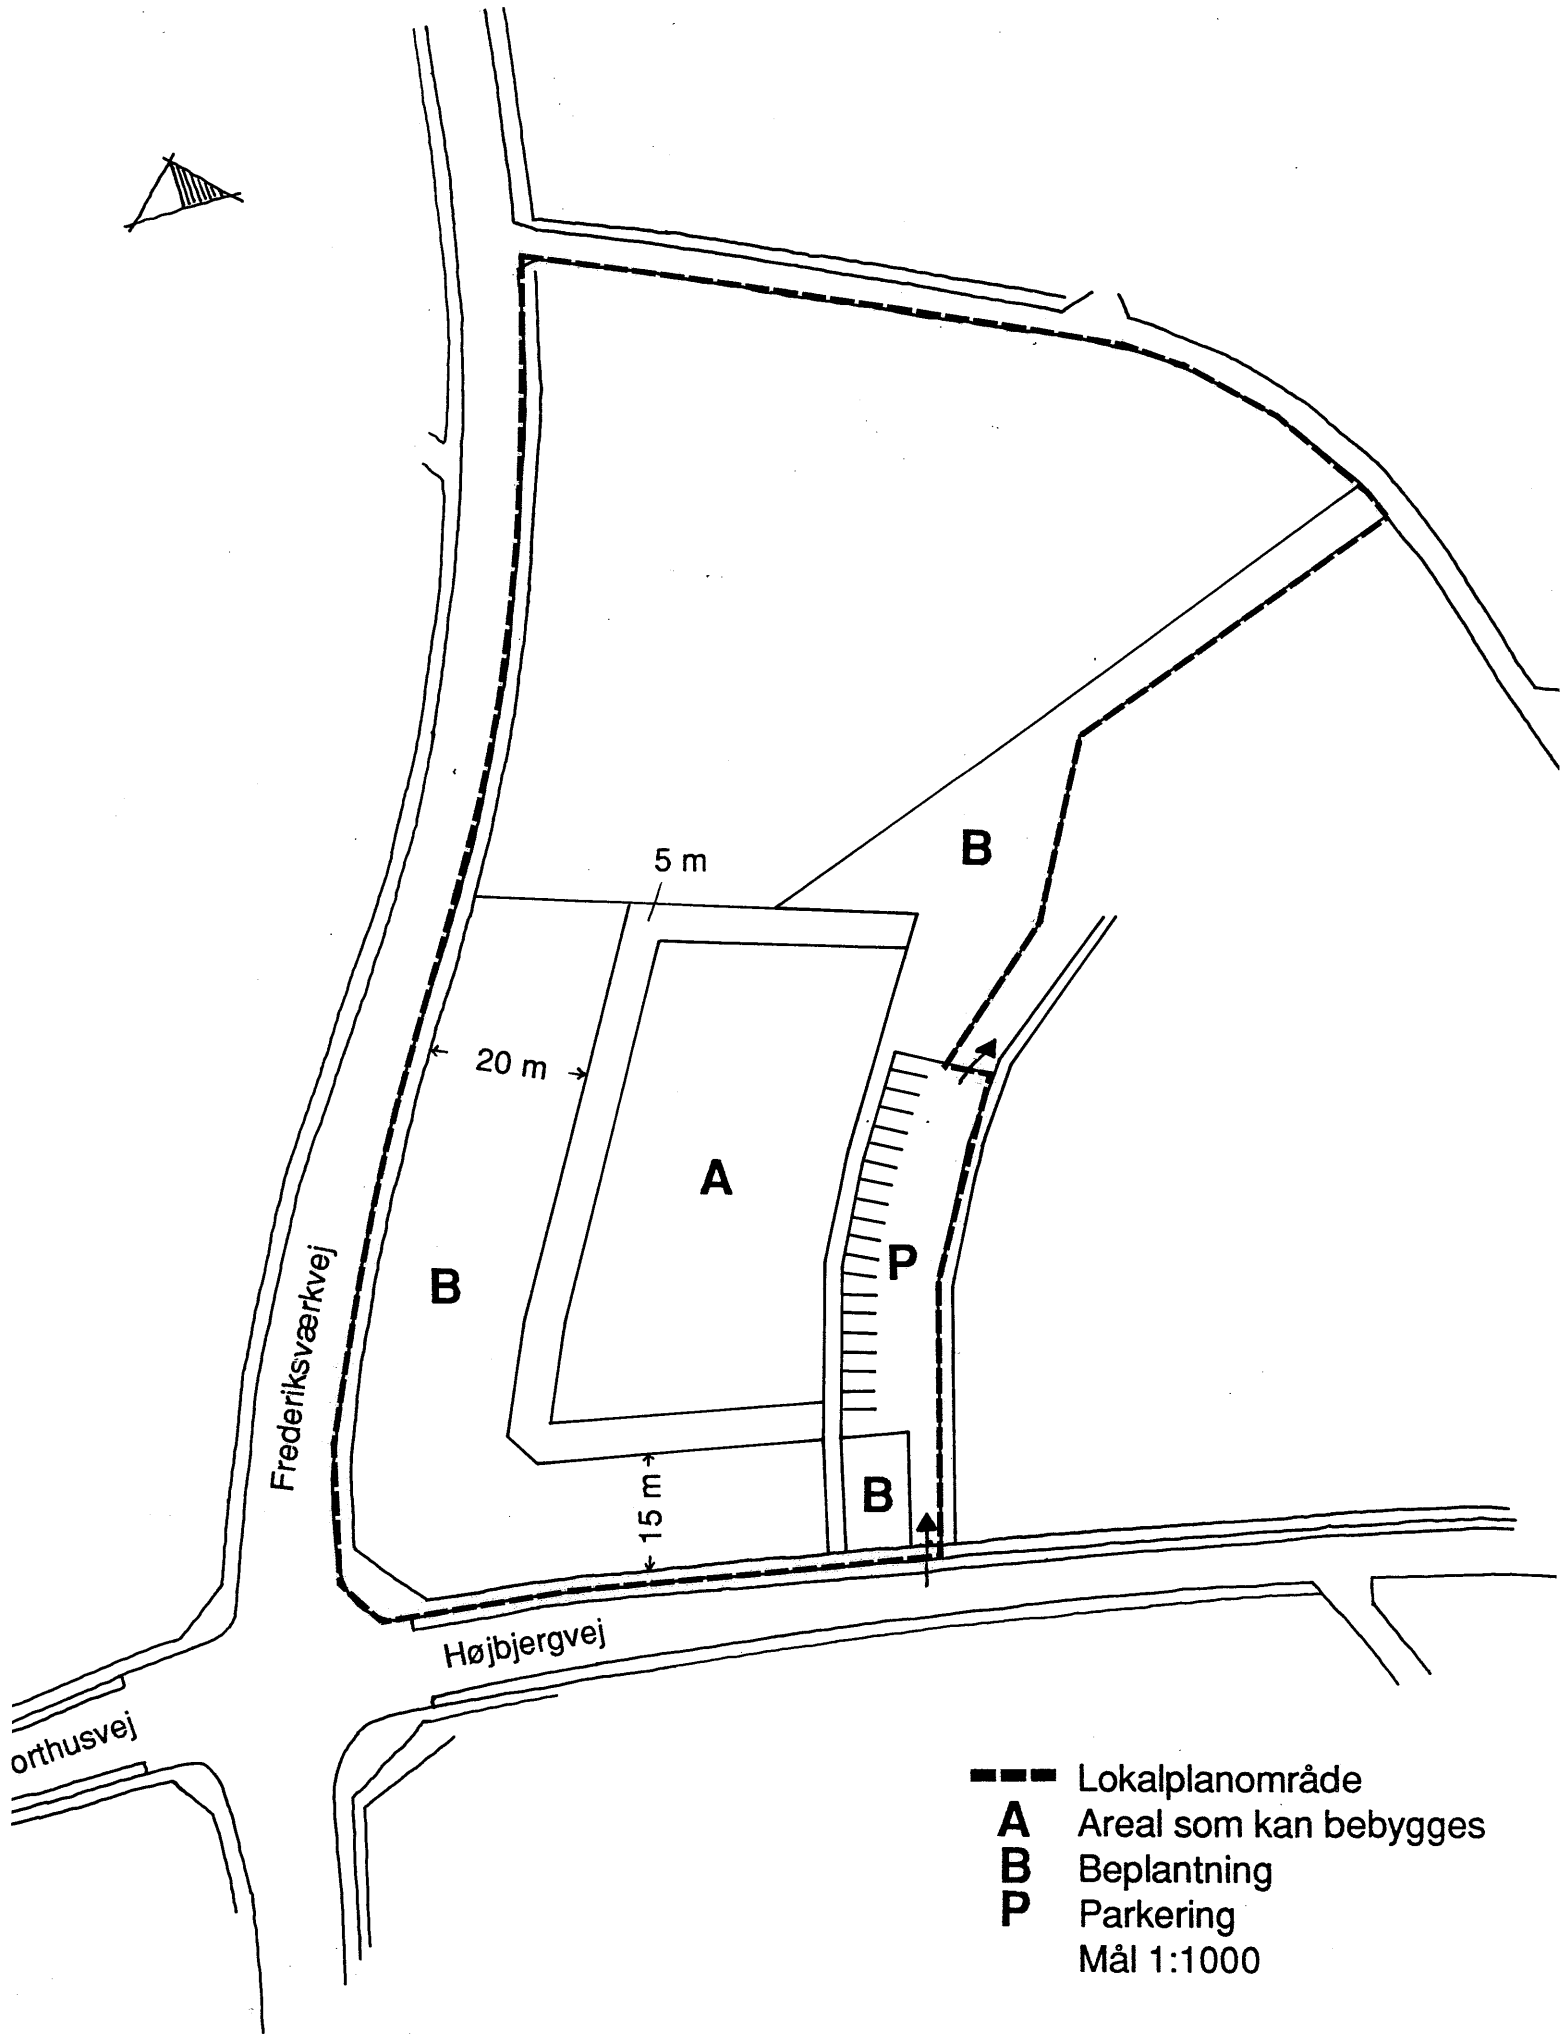 5 m
B
20 m
A
P
B
Frederiksværkvej
15 m
B
Højbjergvej
orthusvej
Lokalplanområde
A Areal som kan bebygges
B Beplantning
P Parkering
Mål 1:1000